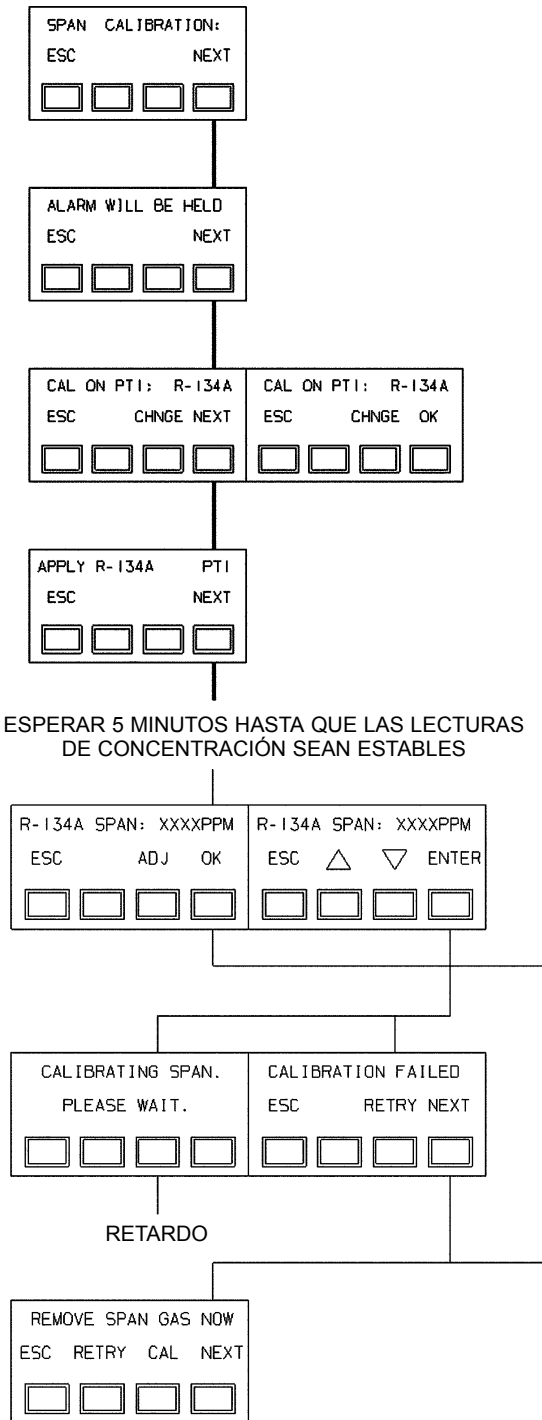 SPAN CALIBRATION:
ESC NEXT
ALARM WILL BE HELD
ESC NEXT
CAL ON PT1: R-134A
ESC CHNGE NEXT
CAL ON PT1: R-134A
ESC CHNGE OK
APPLY R-134A PT1
ESC NEXT
ESPERAR 5 MINUTOS HASTA QUE LAS LECTURAS
DE CONCENTRACIÓN SEAN ESTABLES
R-134A SPAN: XXXXPPM
ESC ADJ OK
R-134A SPAN: XXXXPPM
ESC △ ▽ ENTER
CALIBRATING SPAN.
PLEASE WAIT.
CALIBRATION FAILED
ESC RETRY NEXT
RETARDO
REMOVE SPAN GAS NOW
ESC RETRY CAL NEXT